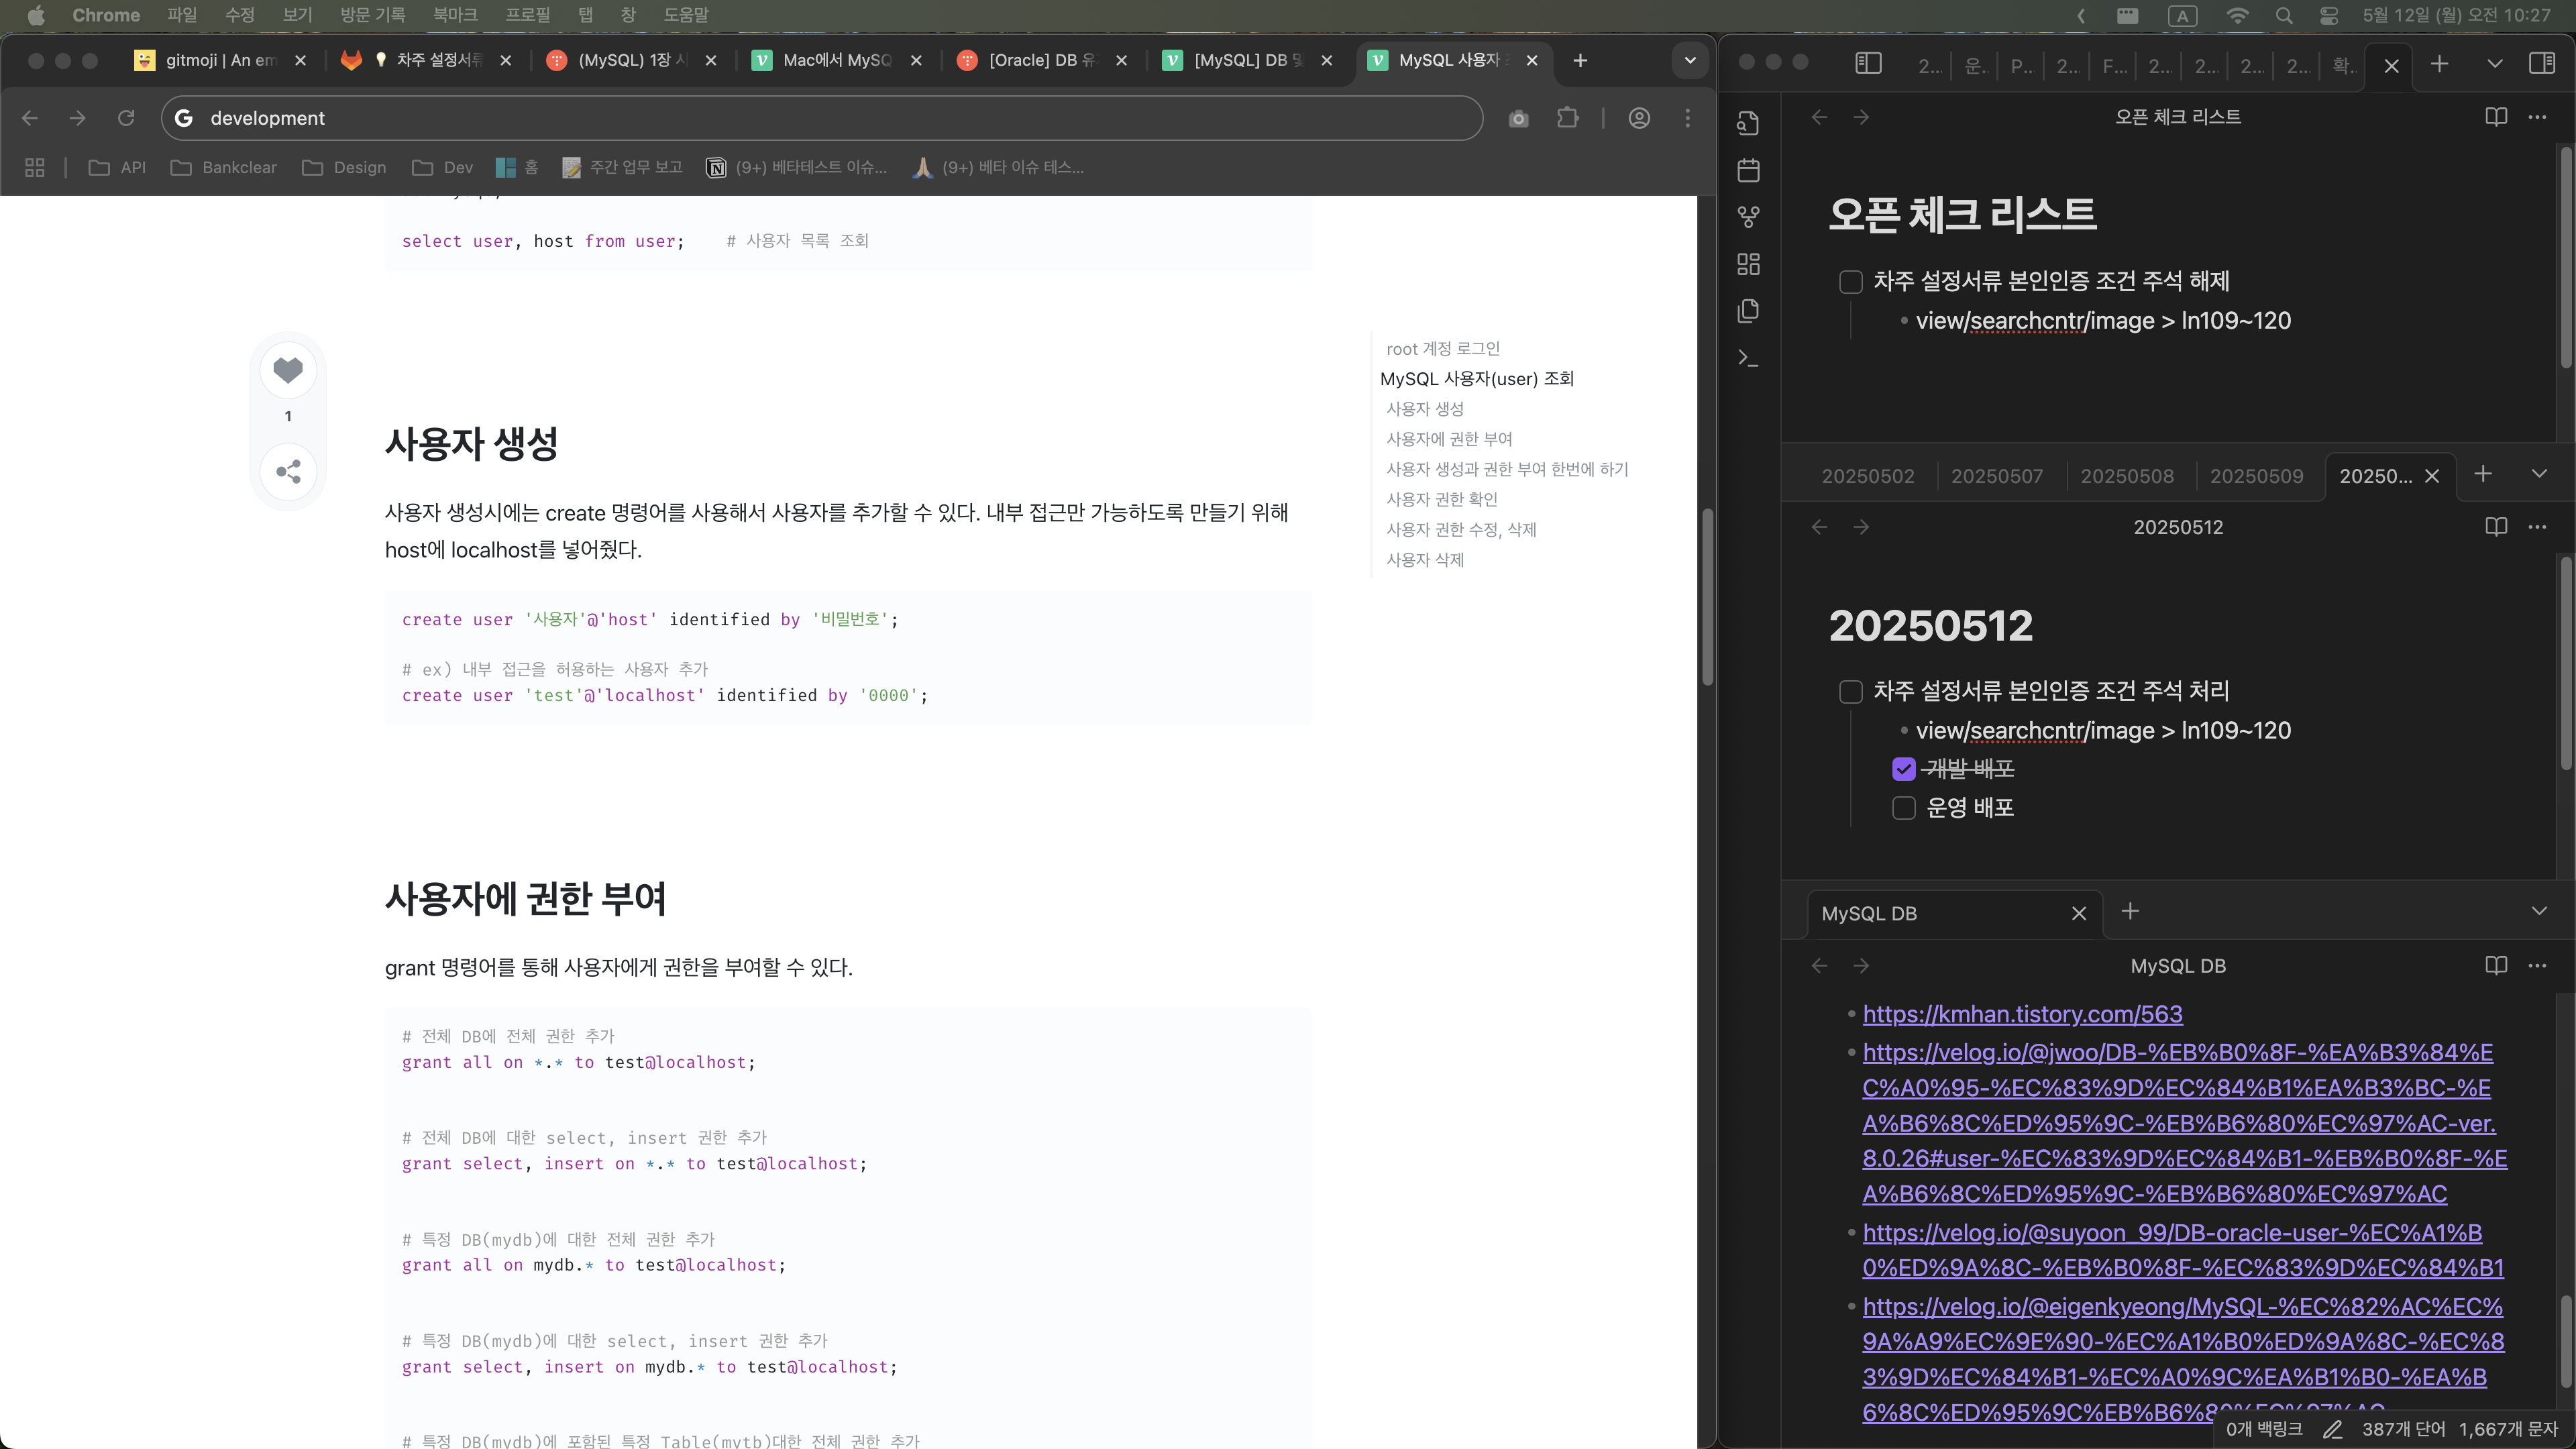 Chrome 파일 수정 보기 방문 기록 북마크 프로필 탭 창 도움말
A 5월 12일 (월) 오전 10:27
gitmoji | An em
차주 설정서류
(MySQL) 1장 시
Mac에서 MySQ
[Oracle] DB 유
[MySQL] DB 및
MySQL 사용자
development
API
Bankclear
Design
Dev
홈
주간 업무 보고
(9+) 베타테스트 이슈...
(9+) 베타 이슈 테스...
select user, host from user; # 사용자 목록 조회
1
사용자 생성
사용자 생성시에는 create 명령어를 사용해서 사용자를 추가할 수 있다. 내부 접근만 가능하도록 만들기 위해
host에 localhost를 넣어줬다.
create user '사용자'@'host' identified by '비밀번호';
# ex) 내부 접근을 허용하는 사용자 추가
create user 'test'@'localhost' identified by '0000';
사용자에 권한 부여
grant 명령어를 통해 사용자에게 권한을 부여할 수 있다.
# 전체 DB에 전체 권한 추가
grant all on *.* to test@localhost;
# 전체 DB에 대한 select, insert 권한 추가
grant select, insert on *.* to test@localhost;
# 특정 DB(mydb)에 대한 전체 권한 추가
grant all on mydb.* to test@localhost;
# 특정 DB(mydb)에 대한 select, insert 권한 추가
grant select, insert on mydb.* to test@localhost;
# 특정 DB(mydb)에 포함된 특정 Table(mytb)대한 전체 권한 추가
root 계정 로그인
MySQL 사용자(user) 조회
사용자 생성
사용자에 권한 부여
사용자 생성과 권한 부여 한번에 하기
사용자 권한 확인
사용자 권한 수정, 삭제
사용자 삭제
2... 운.. P... 2... F... 2... 2... 2... 2... 확..
오픈 체크 리스트
오픈 체크 리스트
차주 설정서류 본인인증 조건 주석 해제
view/searchcntr/image > ln109~120
20250502 20250507 20250508 20250509 20250...
20250512
20250512
차주 설정서류 본인인증 조건 주석 처리
view/searchcntr/image > ln109~120
개발 배포
운영 배포
MySQL DB
MySQL DB
https://kmhan.tistory.com/563
https://velog.io/@jwoo/DB-%EB%B0%8F-%EA%B3%84%E
C%A0%95-%EC%83%9D%EC%84%B1%EA%B3%BC-%E
A%B6%8C%ED%95%9C-%EB%B6%80%EC%97%AC-ver.
8.0.26#user-%EC%83%9D%EC%84%B1-%EB%B0%8F-%E
A%B6%8C%ED%95%9C-%EB%B6%80%EC%97%AC
https://velog.io/@suyoon_99/DB-oracle-user-%EC%A1%B
0%ED%9A%8C-%EB%B0%8F-%EC%83%9D%EC%84%B1
https://velog.io/@eigenkyeong/MySQL-%EC%82%AC%EC%
9A%A9%EC%9E%90-%EC%A1%B0%ED%9A%8C-%EC%8
3%9D%EC%84%B1-%EC%A0%9C%EA%B1%B0-%EA%B
6%8C%ED%95%9C%EB%B6%80%EC%97%AC
0개 백링크 387개 단어 1,667개 문자